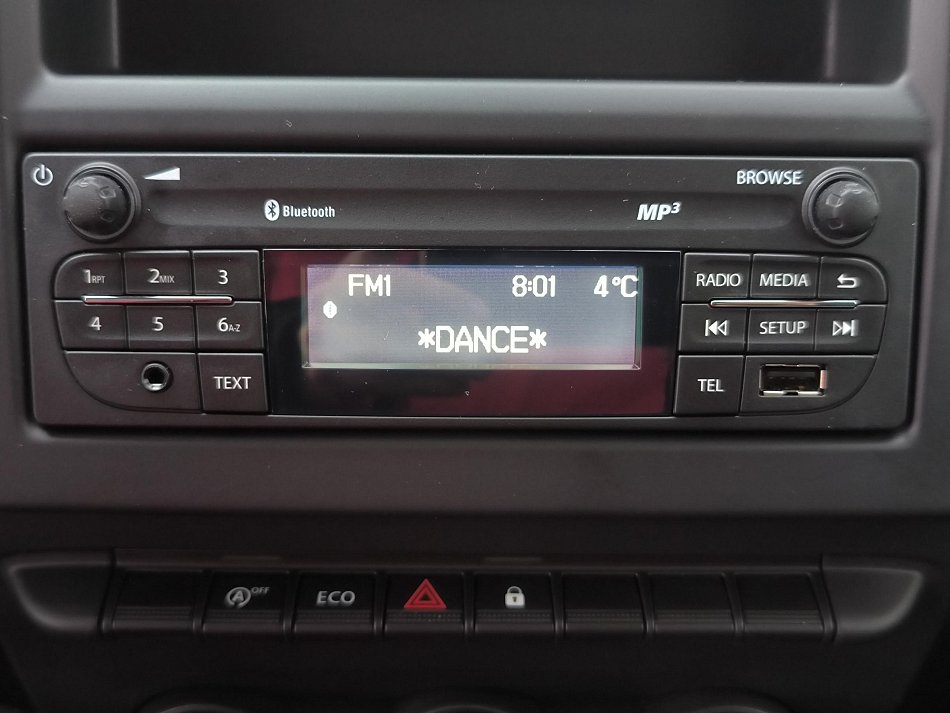 BROWSE
Bluetooth
MP3
1RPT 2MIX 3
4 5 6A-Z
TEXT
FM1 8:01 4°C
*DANCE*
RADIO MEDIA
SETUP
TEL
OFF ECO